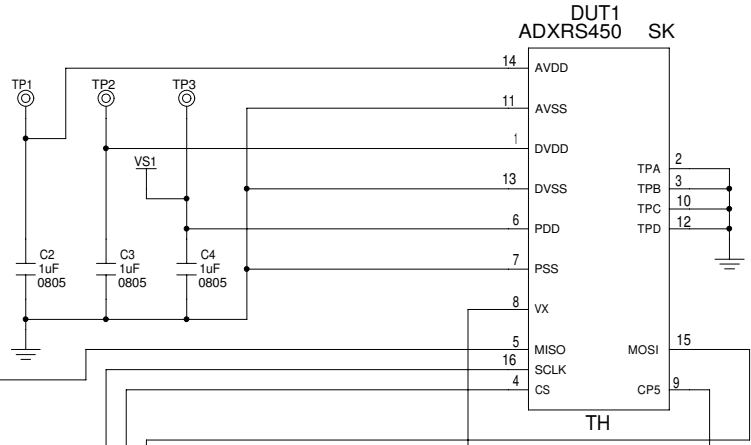 DUT1
ADXRS450 SK
TP1
TP2
TP3
VS1
C2
1uF
0805
C3
1uF
0805
C4
1uF
0805
14 AVDD
11 AVSS
1 DVDD
13 DVSS
6 PDD
7 PSS
8 VX
5 MISO
16 SCLK
4 CS
TPA 2
TPB 3
TPC 10
TPD 12
MOSI 15
CP5 9
TH